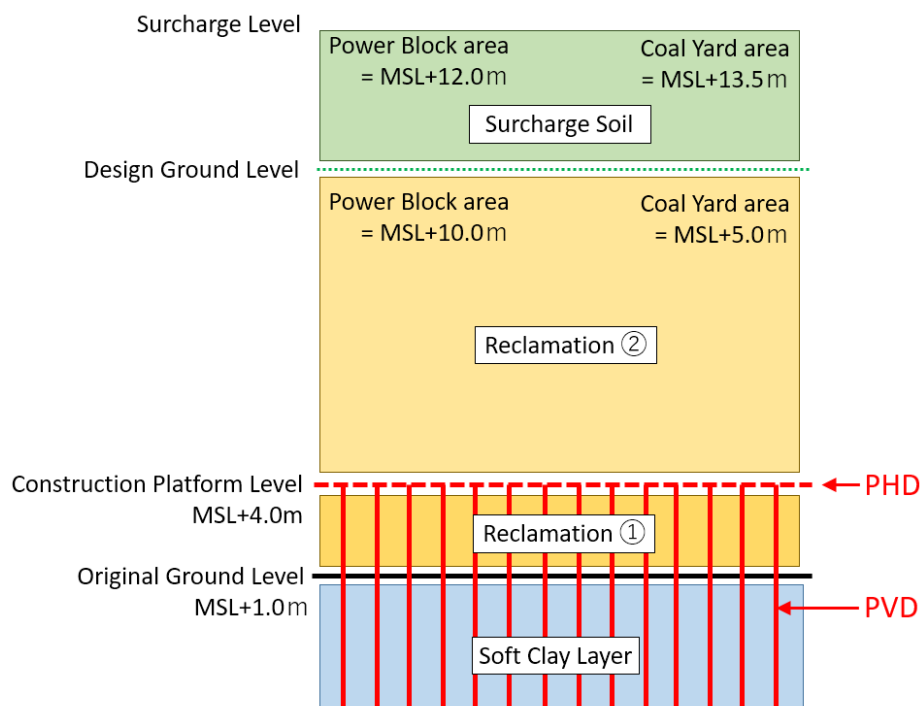 Surcharge Level
Power Block area
= MSL+12.0m
Coal Yard area
= MSL+13.5m
Surcharge Soil
Design Ground Level
Power Block area
= MSL+10.0m
Coal Yard area
= MSL+5.0m
Reclamation ②
Construction Platform Level
MSL+4.0m
PHD
Reclamation ①
Original Ground Level
MSL+1.0m
PVD
Soft Clay Layer